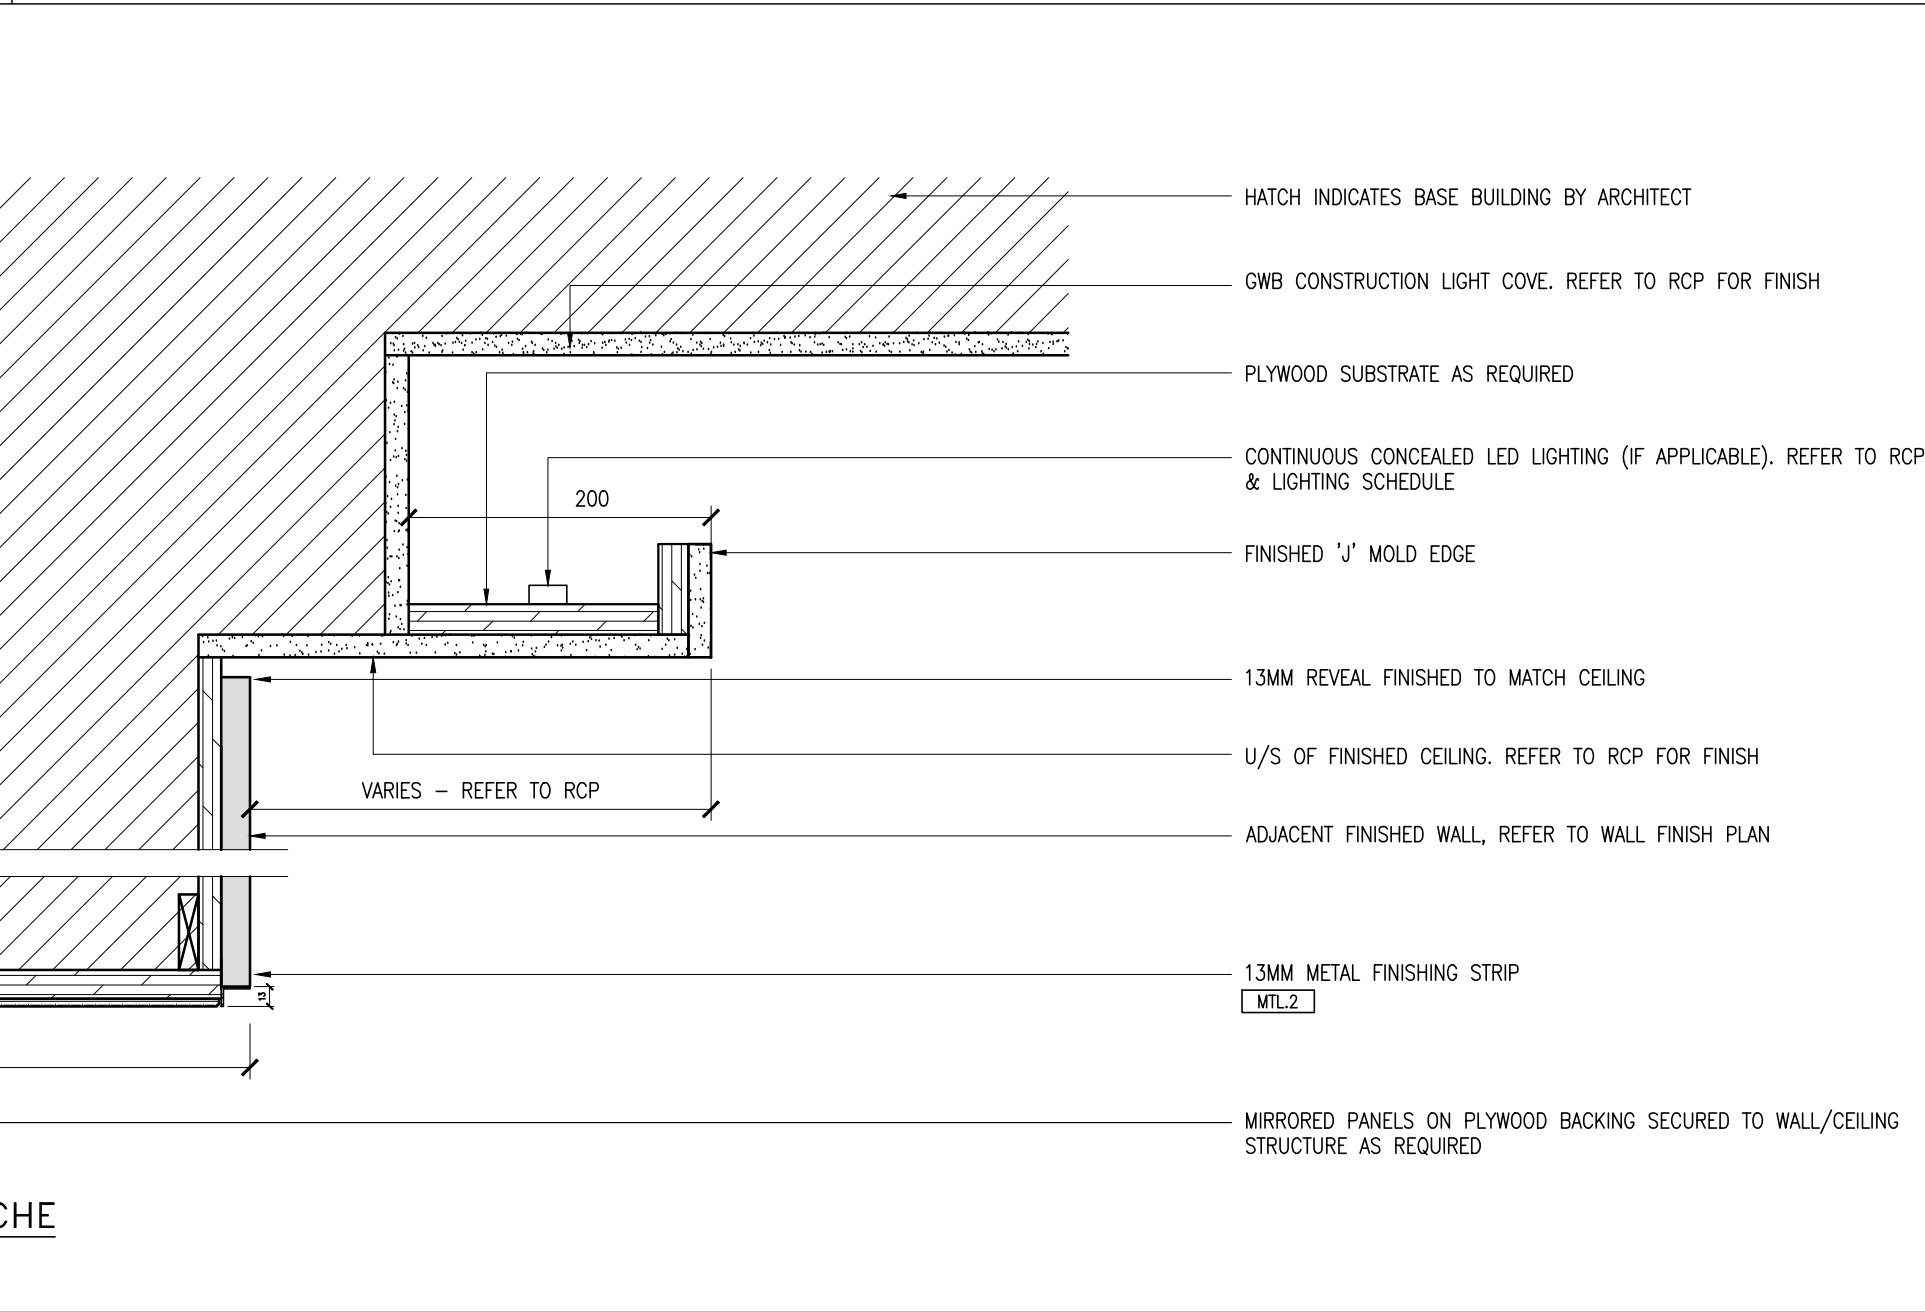 HATCH INDICATES BASE BUILDING BY ARCHITECT
GWB CONSTRUCTION LIGHT COVE. REFER TO RCP FOR FINISH
PLYWOOD SUBSTRATE AS REQUIRED
CONTINUOUS CONCEALED LED LIGHTING (IF APPLICABLE). REFER TO RCP
& LIGHTING SCHEDULE
200
FINISHED 'J' MOLD EDGE
13MM REVEAL FINISHED TO MATCH CEILING
U/S OF FINISHED CEILING. REFER TO RCP FOR FINISH
VARIES – REFER TO RCP
ADJACENT FINISHED WALL, REFER TO WALL FINISH PLAN
13MM METAL FINISHING STRIP
MTL.2
13
MIRRORED PANELS ON PLYWOOD BACKING SECURED TO WALL/CEILING
STRUCTURE AS REQUIRED
CHE